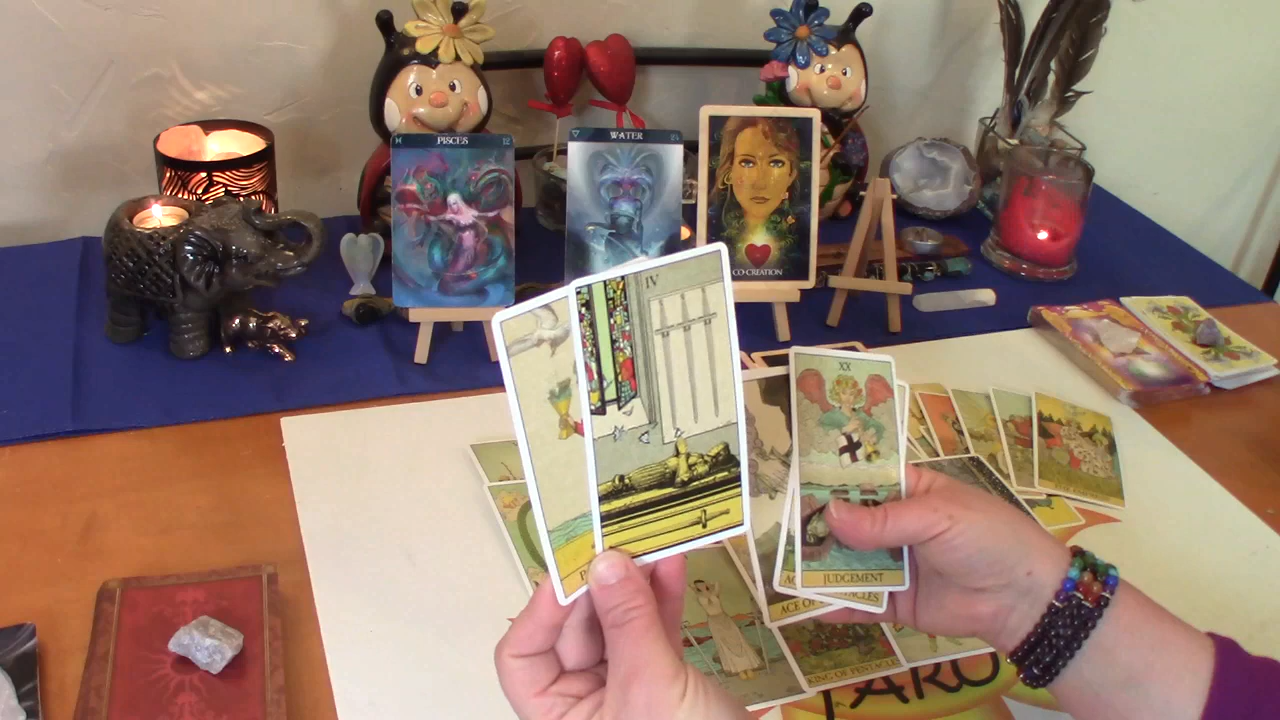 PISCES
12
WATER
CO-CREATION
IV
XX
JUDGEMENT
ACE OF PENTACLES
KING OF PENTACLES
TARO